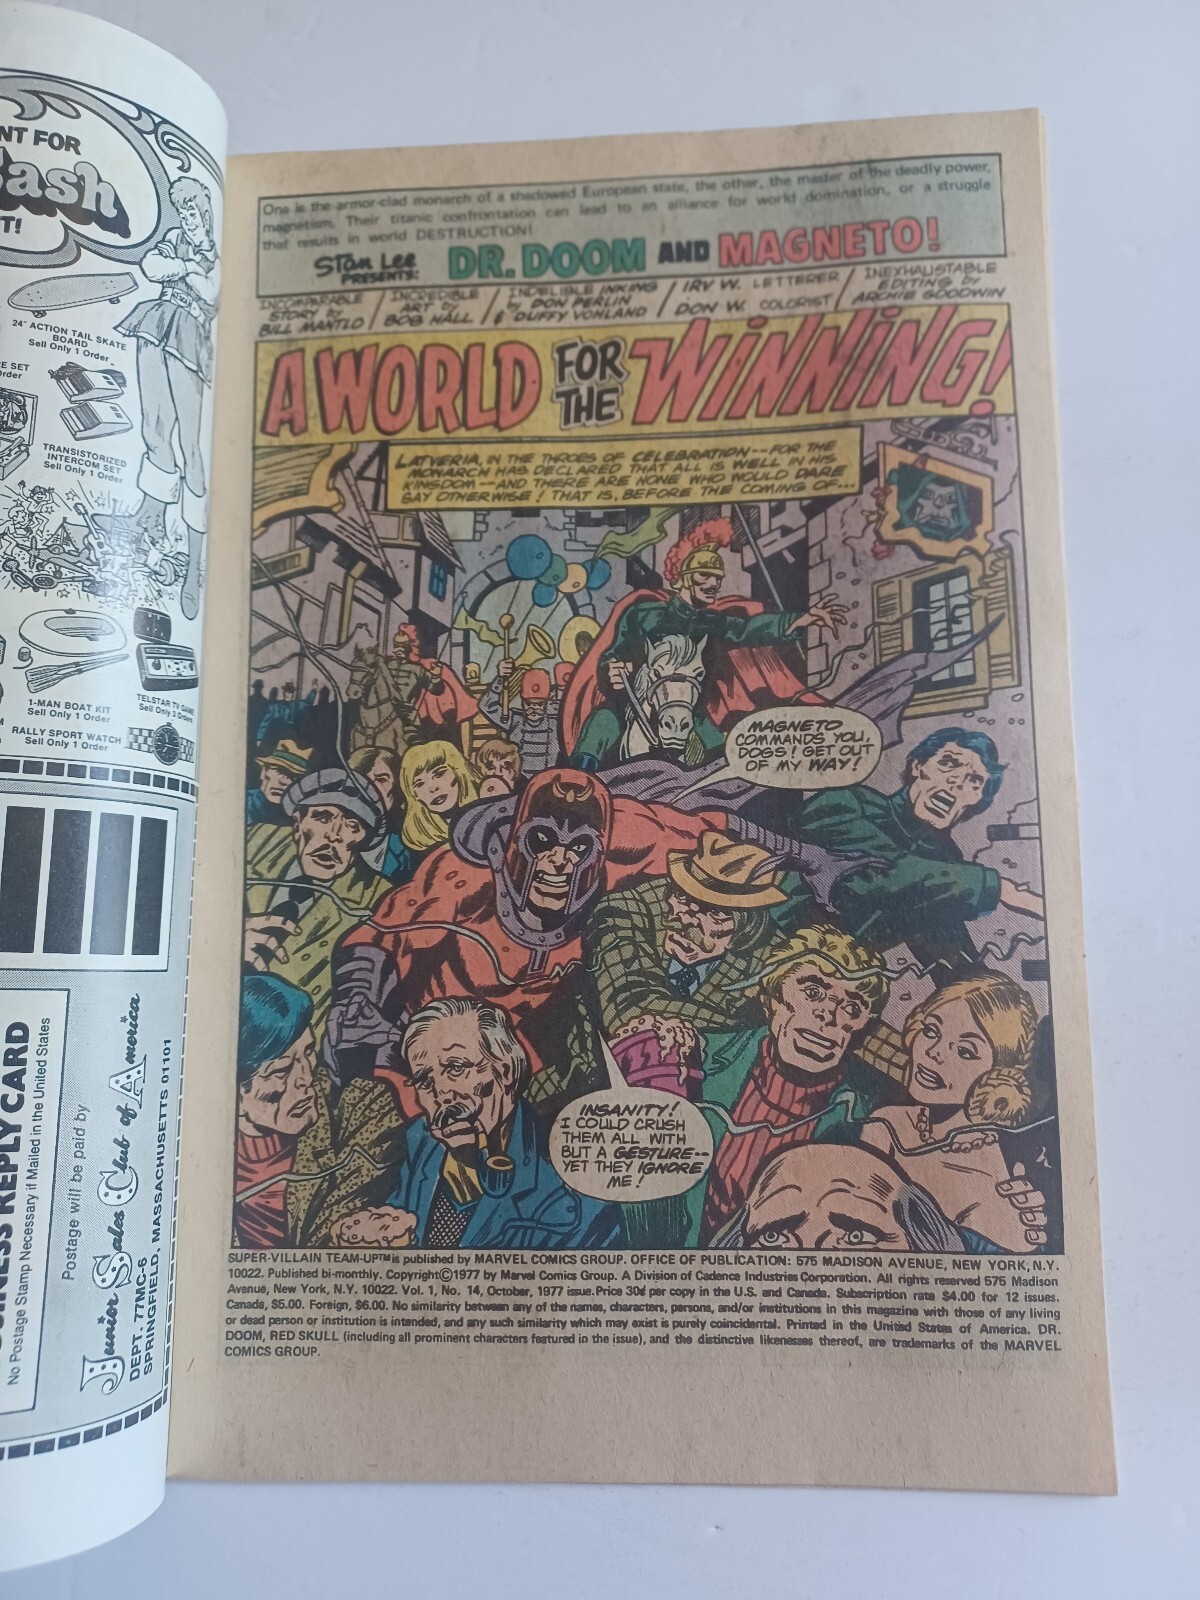 NT FOR
ash
T!
24" ACTION TAIL SKATE
BOARD
Sell Only 1 Order
E SET
rder
TRANSISTORIZED
INTERCOM SET
Sell Only 1 Order
1-MAN BOAT KIT
Sell Only 1 Order
TELSTAR TV GAME
Sell Only 3 Orders
RALLY SPORT WATCH
Sell Only 1 Order
BUSINESS REPLY CARD
No Postage Stamp Necessary if Mailed in the United States
Postage will be paid by
Junior Sales Club of America
DEPT. 77MC-6
SPRINGFIELD, MASSACHUSETTS 01101
One is the armor-clad monarch of a shadowed European state, the other, the master of the deadly power,
magnetism. Their titanic confrontation can lead to an alliance for world domination, or a struggle
that results in world DESTRUCTION!
STAN LEE
PRESENTS:
DR. DOOM AND MAGNETO!
INCOMPARABLE
STORY by
BILL MANTLO
INCREDIBLE
ART by
BOB HALL
INDELIBLE INKING
by DON PERLIN
& DUFFY VOHLAND
IRV W. LETTERER
DON W. COLORIST
INEXHAUSTABLE
EDITING by
ARCHIE GOODWIN
A WORLD FOR THE WINNING!
LATVERIA, IN THE THROES OF CELEBRATION--FOR THE
MONARCH HAS DECLARED THAT ALL IS WELL IN HIS
KINGDOM--AND THERE ARE NONE WHO WOULD DARE
SAY OTHERWISE! THAT IS, BEFORE THE COMING OF...
MAGNETO
COMMANDS YOU,
DOGS! GET OUT
OF MY WAY!
INSANITY!
I COULD CRUSH
THEM ALL WITH
BUT A GESTURE--
YET THEY IGNORE
ME!
SUPER-VILLAIN TEAM-UP™ is published by MARVEL COMICS GROUP. OFFICE OF PUBLICATION: 575 MADISON AVENUE, NEW YORK, N.Y.
10022. Published bi-monthly. Copyright©1977 by Marvel Comics Group. A Division of Cadence Industries Corporation. All rights reserved 575 Madison
Avenue, New York, N.Y. 10022. Vol. 1, No. 14, October, 1977 issue. Price 30¢ per copy in the U.S. and Canada. Subscription rate $4.00 for 12 issues.
Canada, $5.00. Foreign, $6.00. No similarity between any of the names, characters, persons, and/or institutions in this magazine with those of any living
or dead person or institution is intended, and any such similarity which may exist is purely coincidental. Printed in the United States of America. DR.
DOOM, RED SKULL (including all prominent characters featured in the issue), and the distinctive likenesses thereof, are trademarks of the MARVEL
COMICS GROUP.